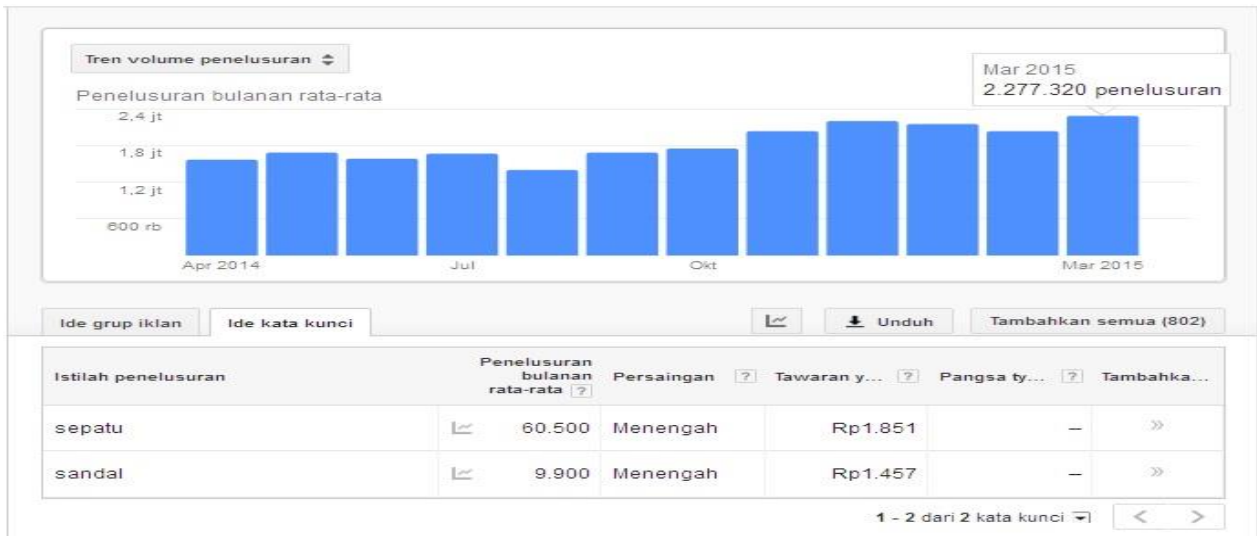 Tren volume penelusuran
Mar 2015
2.277.320 penelusuran
Penelusuran bulanan rata-rata
2,4 jt
1,8 jt
1,2 jt
600 rb
Apr 2014 Jul Okt Mar 2015
Ide grup iklan Ide kata kunci Unduh Tambahkan semua (802)
Istilah penelusuran Penelusuran bulanan rata-rata ? Persaingan ? Tawaran y... ? Pangsa ty... ? Tambahka...
sepatu 60.500 Menengah Rp1.851 – »
sandal 9.900 Menengah Rp1.457 – »
1 - 2 dari 2 kata kunci < >